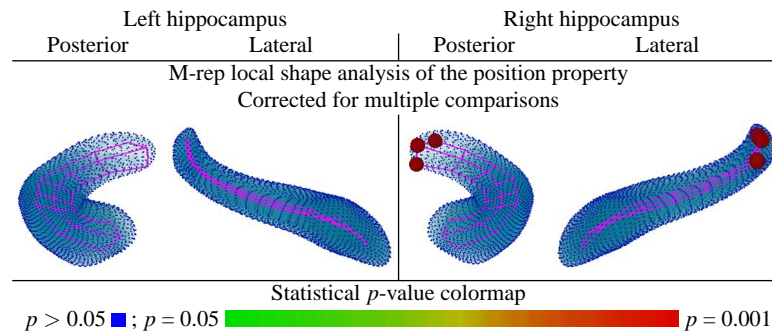 Left hippocampus Right hippocampus
Posterior Lateral Posterior Lateral
M-rep local shape analysis of the position property
Corrected for multiple comparisons
Statistical p-value colormap
p > 0.05 ; p = 0.05 p = 0.001